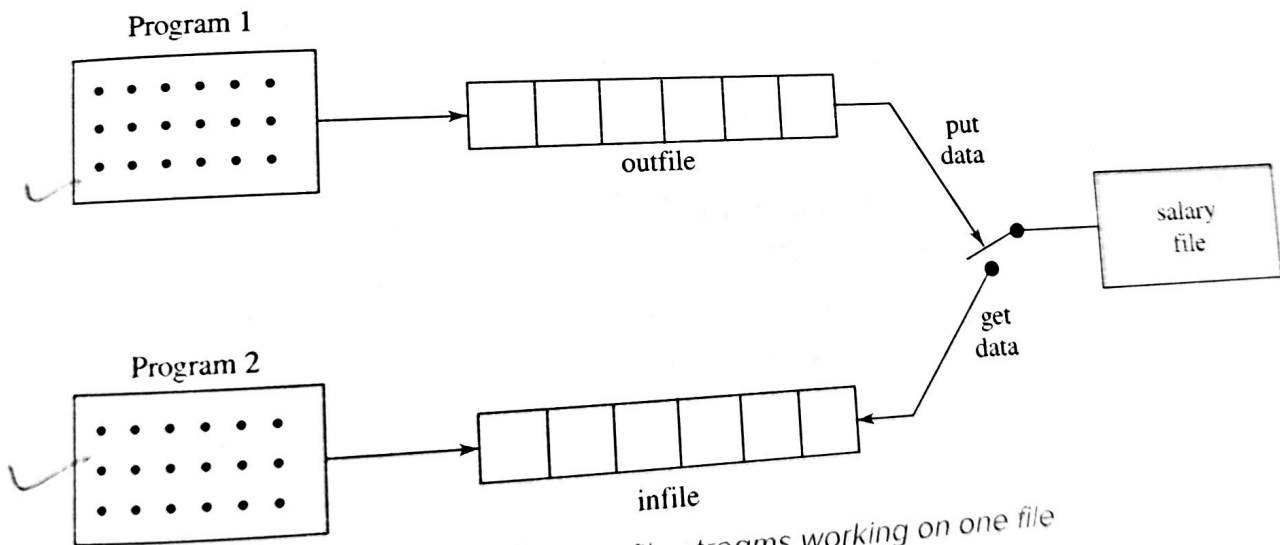 Program 1
outfile
put
data
salary
file
get
data
Program 2
infile
streams working on one file